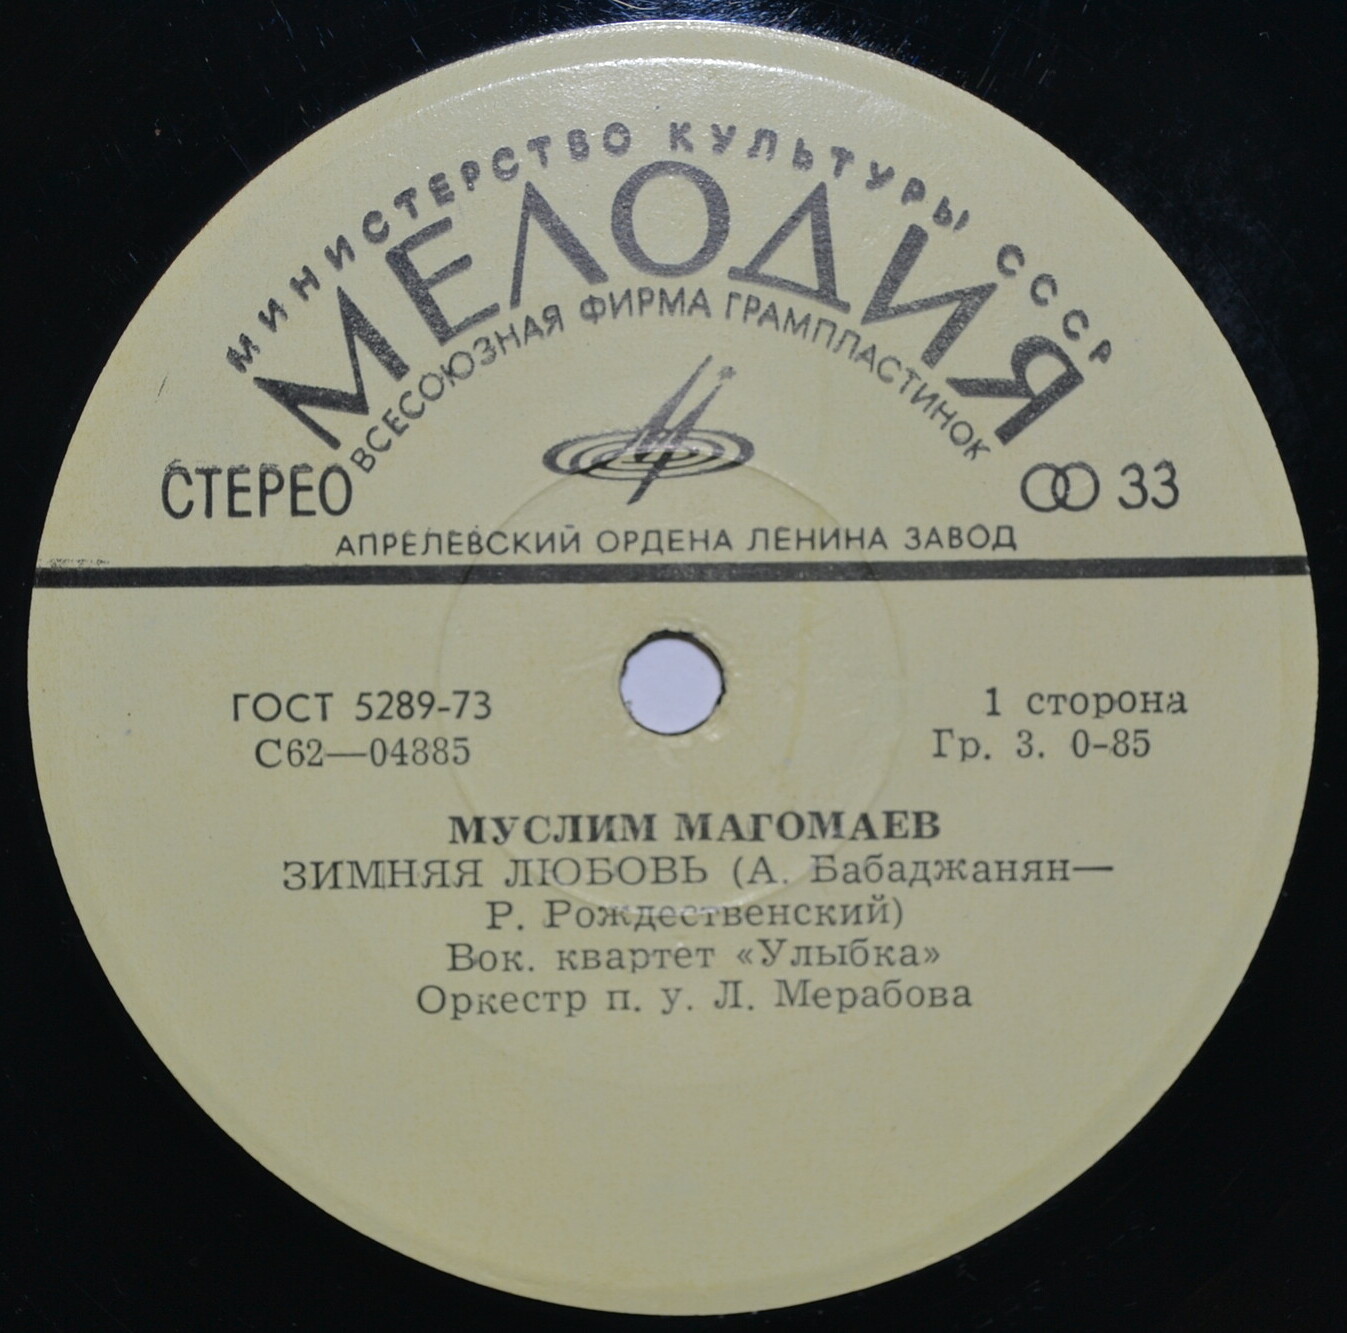 МИНИСТЕРСТВО КУЛЬТУРЫ СССР
МЕЛОДИЯ
ВСЕСОЮЗНАЯ ФИРМА ГРАМПЛАСТИНОК
СТЕРЕО
33
АПРЕЛЕВСКИЙ ОРДЕНА ЛЕНИНА ЗАВОД
ГОСТ 5289-73
1 сторона
С62—04885
Гр. 3. 0-85
МУСЛИМ МАГОМАЕВ
ЗИМНЯЯ ЛЮБОВЬ (А. Бабаджанян—
Р. Рождественский)
Вок. квартет «Улыбка»
Оркестр п. у. Л. Мерабова